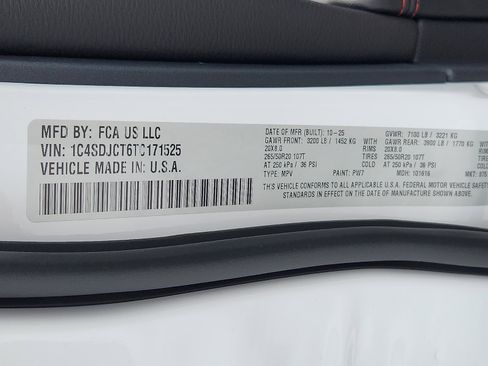 MFD BY: FCA US LLC
VIN: 1C4SDJCT6TC171525
VEHICLE MADE IN: U.S.A.
DATE OF MFR (BUILT): 10-25
GAWR FRONT: 3200 LB / 1452 KG
20X8.0
265/50R20 107T
AT 250 kPa / 36 PSI
TYPE: MPV PAINT: PW7
GVWR: 7100 LB / 3221 KG
GAWR REAR: 3900 LB / 1770 KG
RIMS 20X8.0
TIRES 265/50R20 107T
AT 250 kPa / 36 PSI
MDH: 101616 MKT:
THIS VEHICLE CONFORMS TO ALL APPLICABLE U.S.A. FEDERAL MOTOR VEHICLE SAFETY
STANDARDS IN EFFECT ON THE DATE OF MANUFACTURE SHOWN ABOVE.